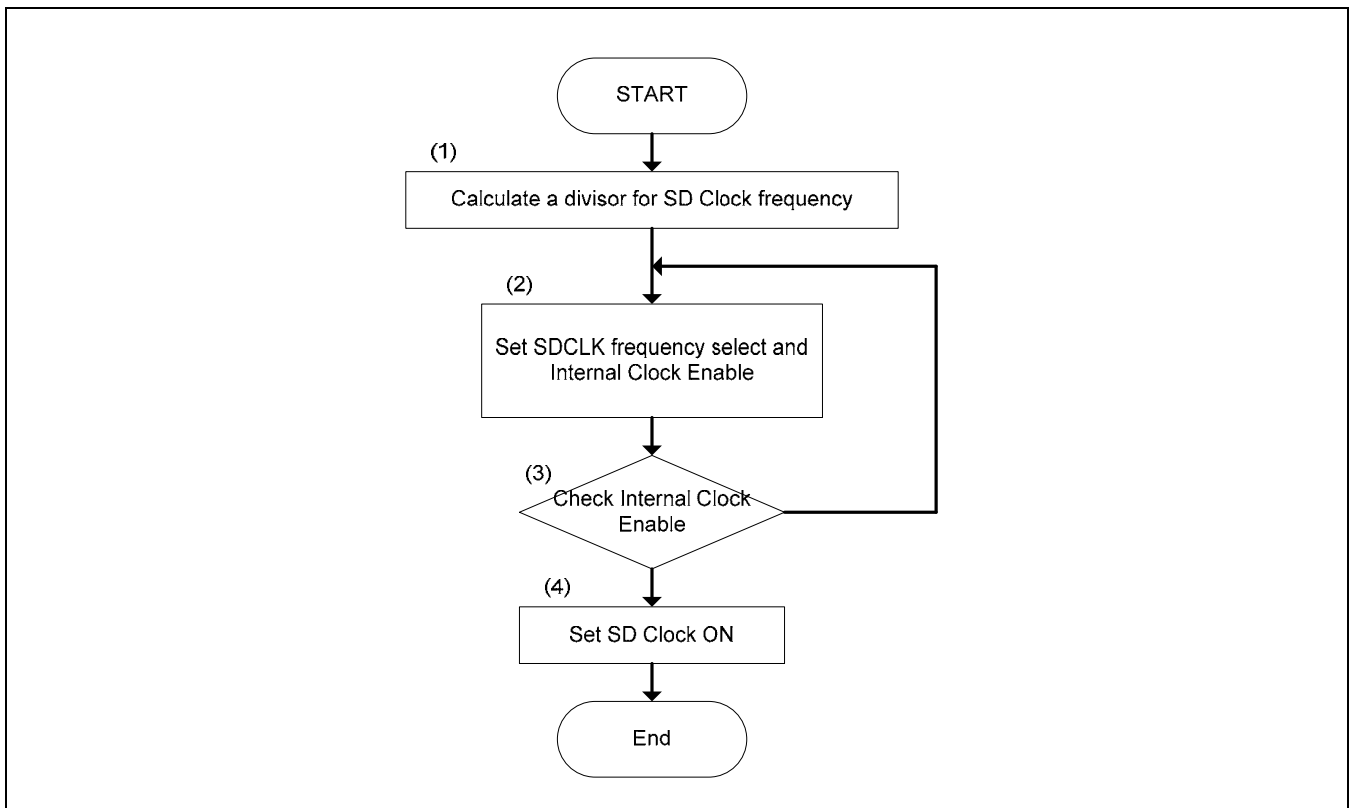 START
(1)
Calculate a divisor for SD Clock frequency
(2)
Set SDCLK frequency select and
Internal Clock Enable
(3)
Check Internal Clock
Enable
(4)
Set SD Clock ON
End